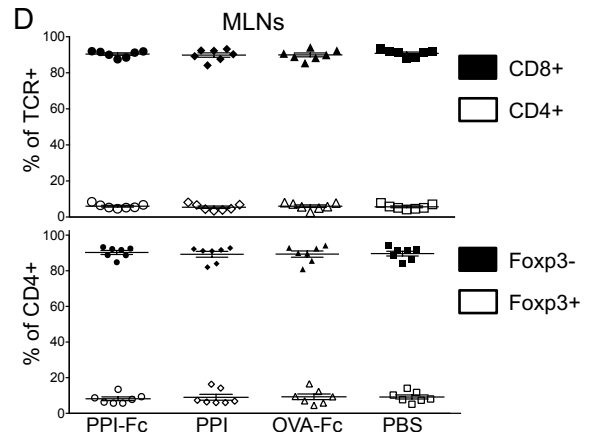 D
MLNs
% of TCR+
100
80
60
40
20
0
CD8+
CD4+
% of CD4+
100
80
60
40
20
0
Foxp3-
Foxp3+
PPI-Fc PPI OVA-Fc PBS